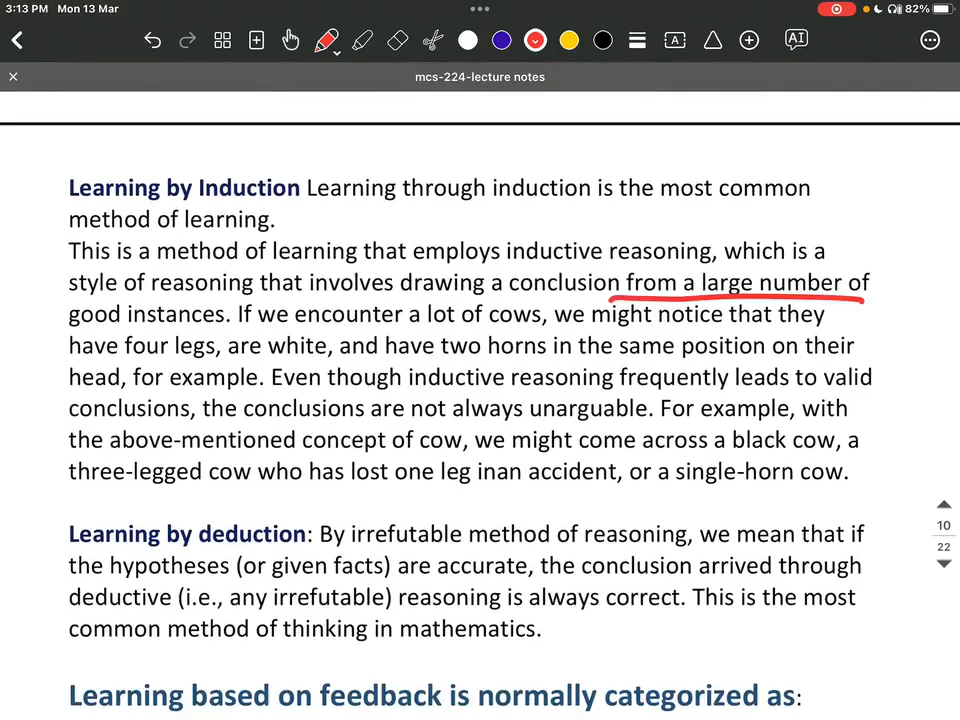 3:13 PM Mon 13 Mar
82%
A
AI
mcs-224-lecture notes
Learning by Induction Learning through induction is the most common
method of learning.
This is a method of learning that employs inductive reasoning, which is a
style of reasoning that involves drawing a conclusion from a large number of
good instances. If we encounter a lot of cows, we might notice that they
have four legs, are white, and have two horns in the same position on their
head, for example. Even though inductive reasoning frequently leads to valid
conclusions, the conclusions are not always unarguable. For example, with
the above-mentioned concept of cow, we might come across a black cow, a
three-legged cow who has lost one leg inan accident, or a single-horn cow.
10
22
Learning by deduction: By irrefutable method of reasoning, we mean that if
the hypotheses (or given facts) are accurate, the conclusion arrived through
deductive (i.e., any irrefutable) reasoning is always correct. This is the most
common method of thinking in mathematics.
Learning based on feedback is normally categorized as: